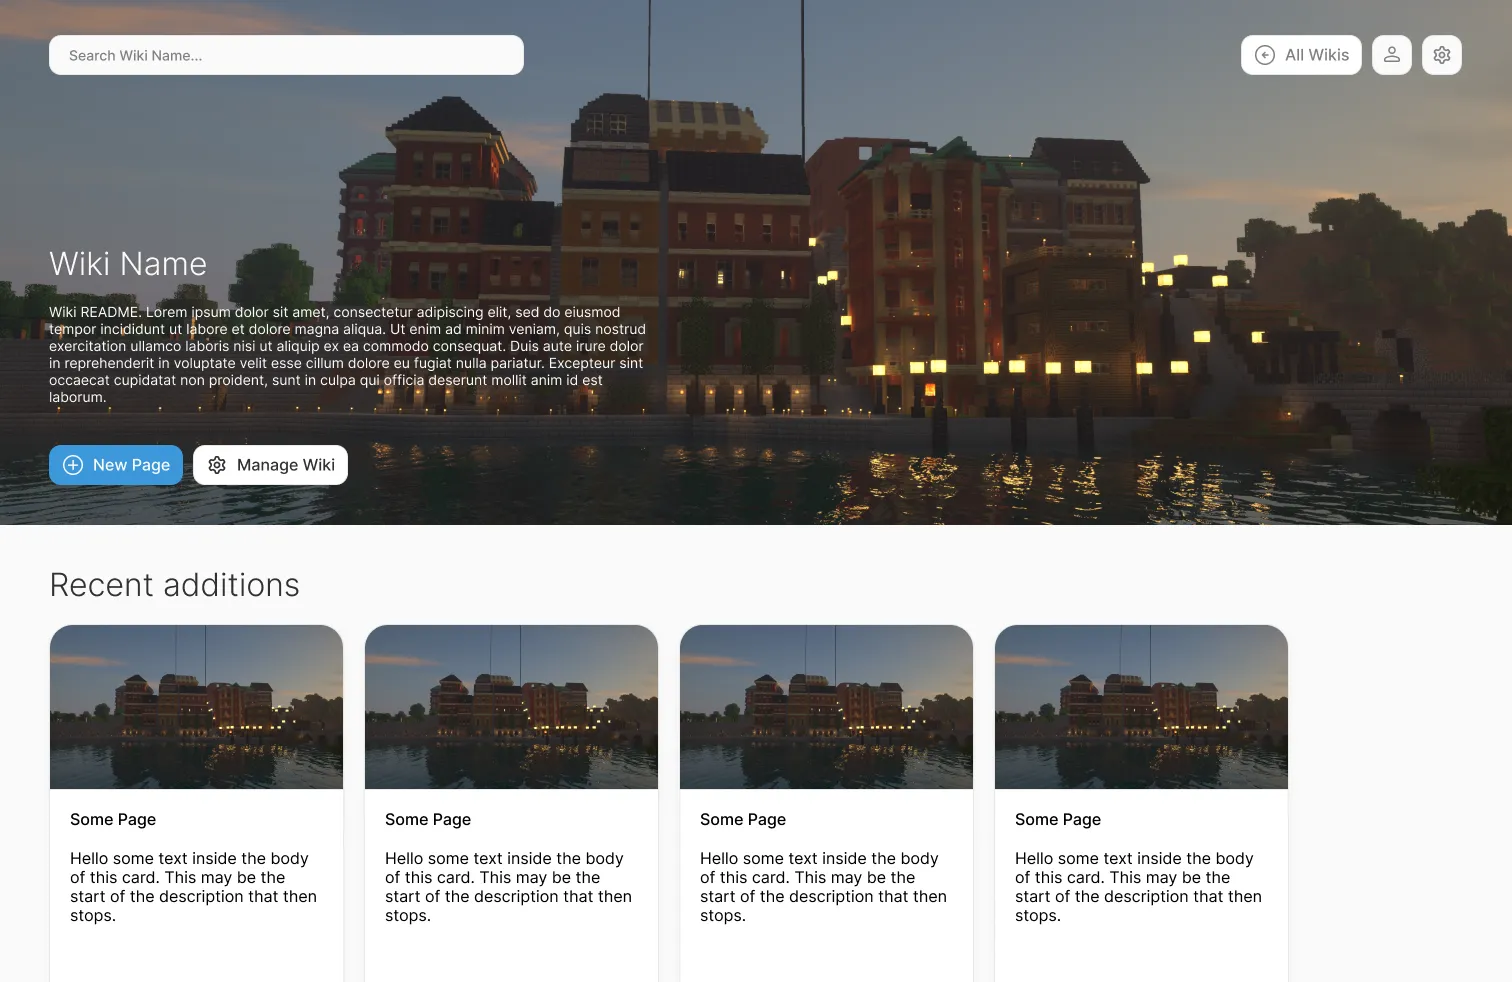 Search Wiki Name...
All Wikis
Wiki Name
Wiki README. Lorem ipsum dolor sit amet, consectetur adipiscing elit, sed do eiusmod
tempor incididunt ut labore et dolore magna aliqua. Ut enim ad minim veniam, quis nostrud
exercitation ullamco laboris nisi ut aliquip ex ea commodo consequat. Duis aute irure dolor
in reprehenderit in voluptate velit esse cillum dolore eu fugiat nulla pariatur. Excepteur sint
occaecat cupidatat non proident, sunt in culpa qui officia deserunt mollit anim id est
laborum.
New Page
Manage Wiki
Recent additions
Some Page
Hello some text inside the body
of this card. This may be the
start of the description that then
stops.
Some Page
Hello some text inside the body
of this card. This may be the
start of the description that then
stops.
Some Page
Hello some text inside the body
of this card. This may be the
start of the description that then
stops.
Some Page
Hello some text inside the body
of this card. This may be the
start of the description that then
stops.